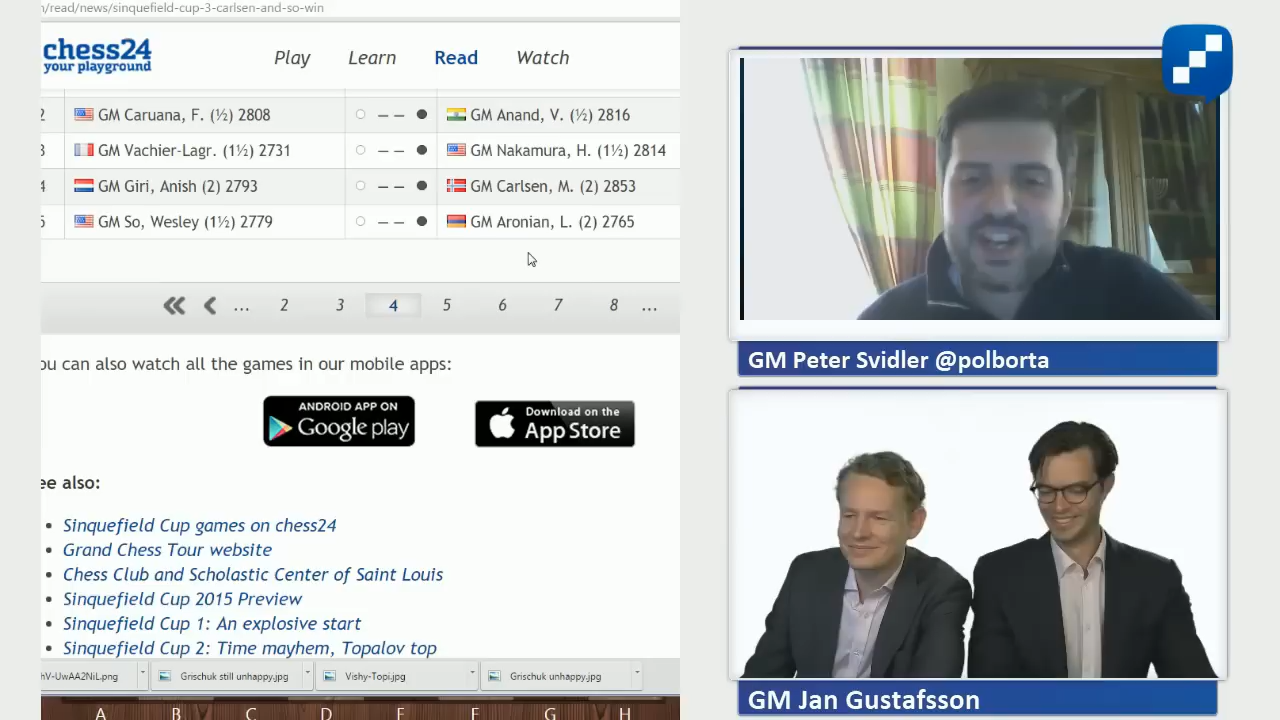 /read/news/sinquefield-cup-3-carlsen-and-so-win
chess24
your playground
Play Learn Read Watch
2 GM Caruana, F. (½) 2808 – – GM Anand, V. (½) 2816
3 GM Vachier-Lagr. (1½) 2731 – – GM Nakamura, H. (1½) 2814
4 GM Giri, Anish (2) 2793 – – GM Carlsen, M. (2) 2853
GM So, Wesley (1½) 2779 – – GM Aronian, L. (2) 2765
... 2 3 4 5 6 7 8 ...
ou can also watch all the games in our mobile apps:
ANDROID APP ON
Google play
Download on the
App Store
ee also:
Sinquefield Cup games on chess24
Grand Chess Tour website
Chess Club and Scholastic Center of Saint Louis
Sinquefield Cup 2015 Preview
Sinquefield Cup 1: An explosive start
Sinquefield Cup 2: Time mayhem, Topalov top
hV-UwAA2NiL.png Grischuk still unhappy.jpg Vishy-Topi.jpg Grischuk unhappy.jpg
A B C D E F G H
GM Peter Svidler @polborta
GM Jan Gustafsson